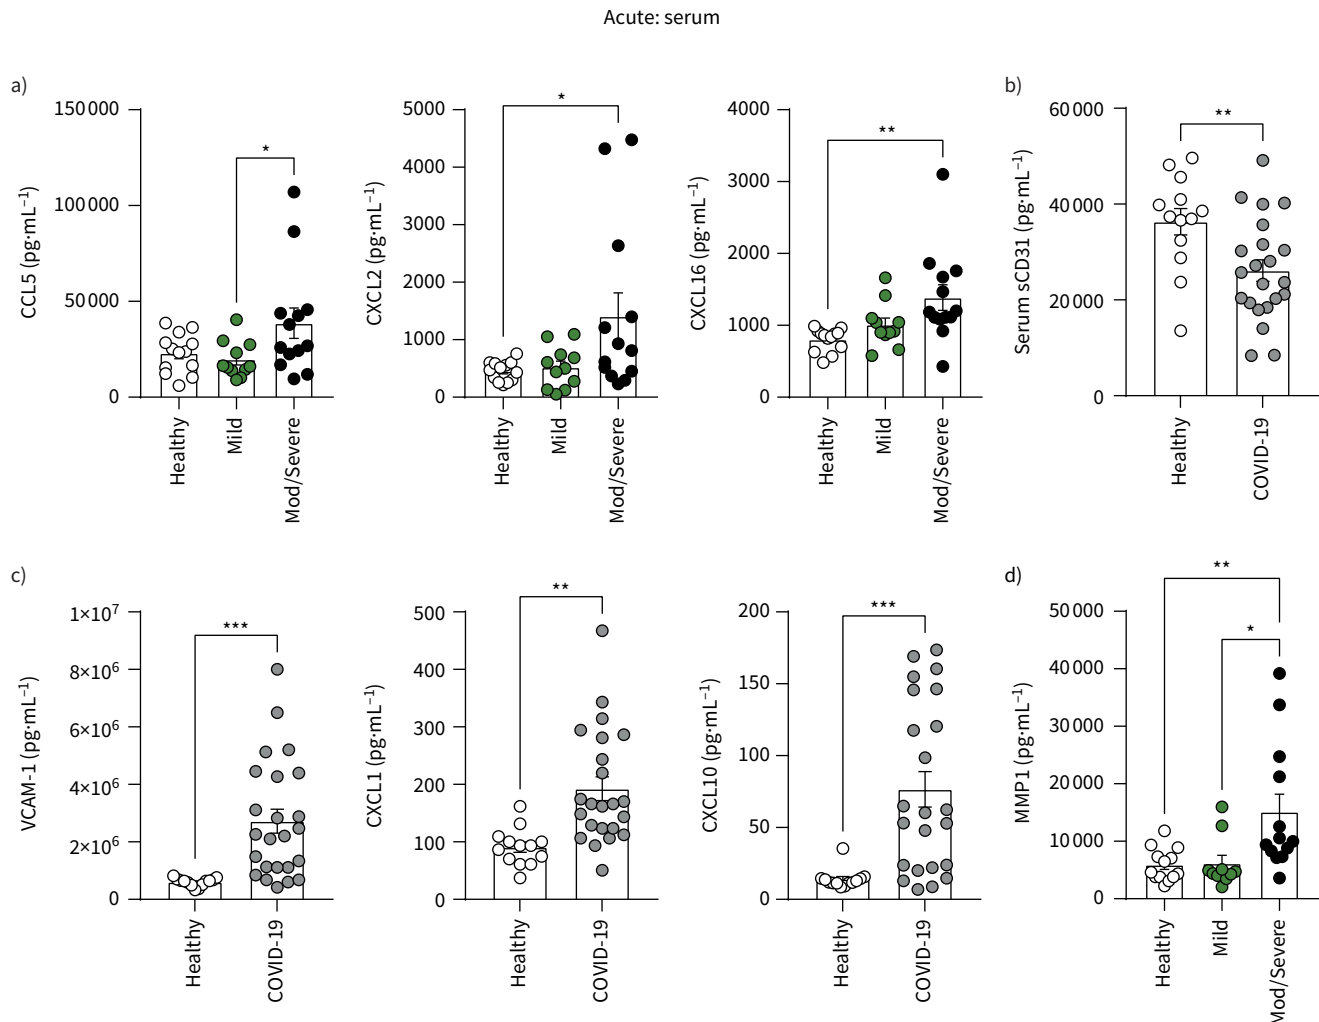 Acute: serum
a)
CCL5 (pg·mL⁻¹)
150000
100000
50000
0
*
Healthy
Mild
Mod/Severe
CXCL2 (pg·mL⁻¹)
5000
4000
3000
2000
1000
0
*
Healthy
Mild
Mod/Severe
CXCL16 (pg·mL⁻¹)
4000
3000
2000
1000
0
**
Healthy
Mild
Mod/Severe
b)
Serum sCD31 (pg·mL⁻¹)
60000
40000
20000
0
**
Healthy
COVID-19
c)
VCAM-1 (pg·mL⁻¹)
1×10⁷
8×10⁶
6×10⁶
4×10⁶
2×10⁶
0
***
Healthy
COVID-19
CXCL1 (pg·mL⁻¹)
500
400
300
200
100
0
**
Healthy
COVID-19
CXCL10 (pg·mL⁻¹)
200
150
100
50
0
***
Healthy
COVID-19
d)
MMP1 (pg·mL⁻¹)
50000
40000
30000
20000
10000
0
**
*
Healthy
Mild
Mod/Severe